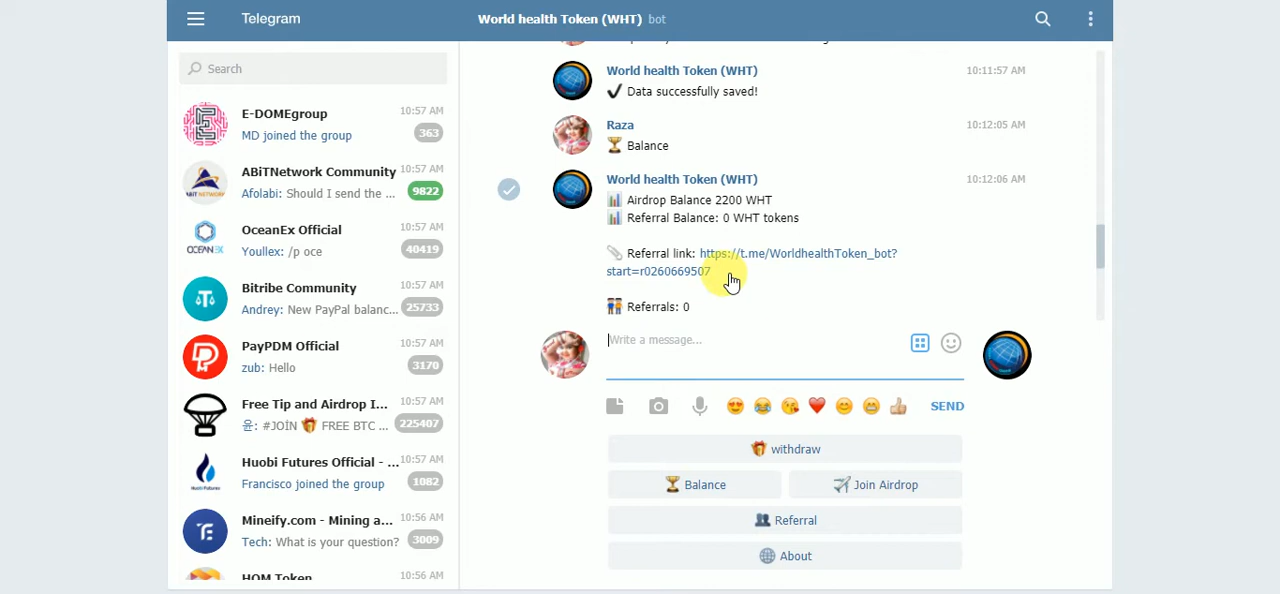 Telegram
World health Token (WHT) bot
Search
E-DOMEgroup 10:57 AM
MD joined the group 363
ABiTNetwork Community 10:57 AM
Afolabi: Should I send the ... 9822
OceanEx Official 10:57 AM
Youllex: /p oce 40419
Bitribe Community 10:57 AM
Andrey: New PayPal balanc... 25733
PayPDM Official 10:57 AM
zub: Hello 3170
Free Tip and Airdrop I... 10:57 AM
윤: #JOİN 🎁 FREE BTC ... 225407
Huobi Futures Official - ... 10:57 AM
Francisco joined the group 1082
Mineify.com - Mining a... 10:56 AM
Tech: What is your question? 3009
HQM Token 10:56 AM
World health Token (WHT) 10:11:57 AM
✔ Data successfully saved!
Raza 10:12:05 AM
🏆 Balance
World health Token (WHT) 10:12:06 AM
📊 Airdrop Balance 2200 WHT
📊 Referral Balance: 0 WHT tokens
📎 Referral link: https://t.me/WorldhealthToken_bot?
start=r0260669507
👬 Referrals: 0
Write a message...
SEND
🎁 withdraw
⏳ Balance
✈ Join Airdrop
👥 Referral
🌐 About